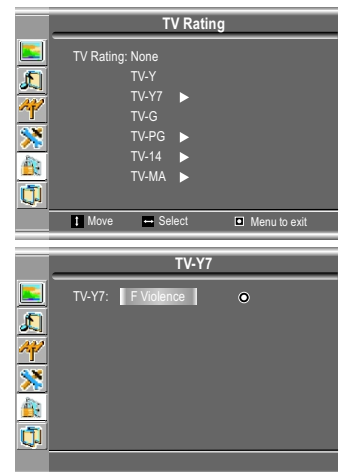 TV Rating
TV Rating: None
TV-Y
TV-Y7
TV-G
TV-PG
TV-14
TV-MA
Move Select Menu to exit
TV-Y7
TV-Y7: F Violence